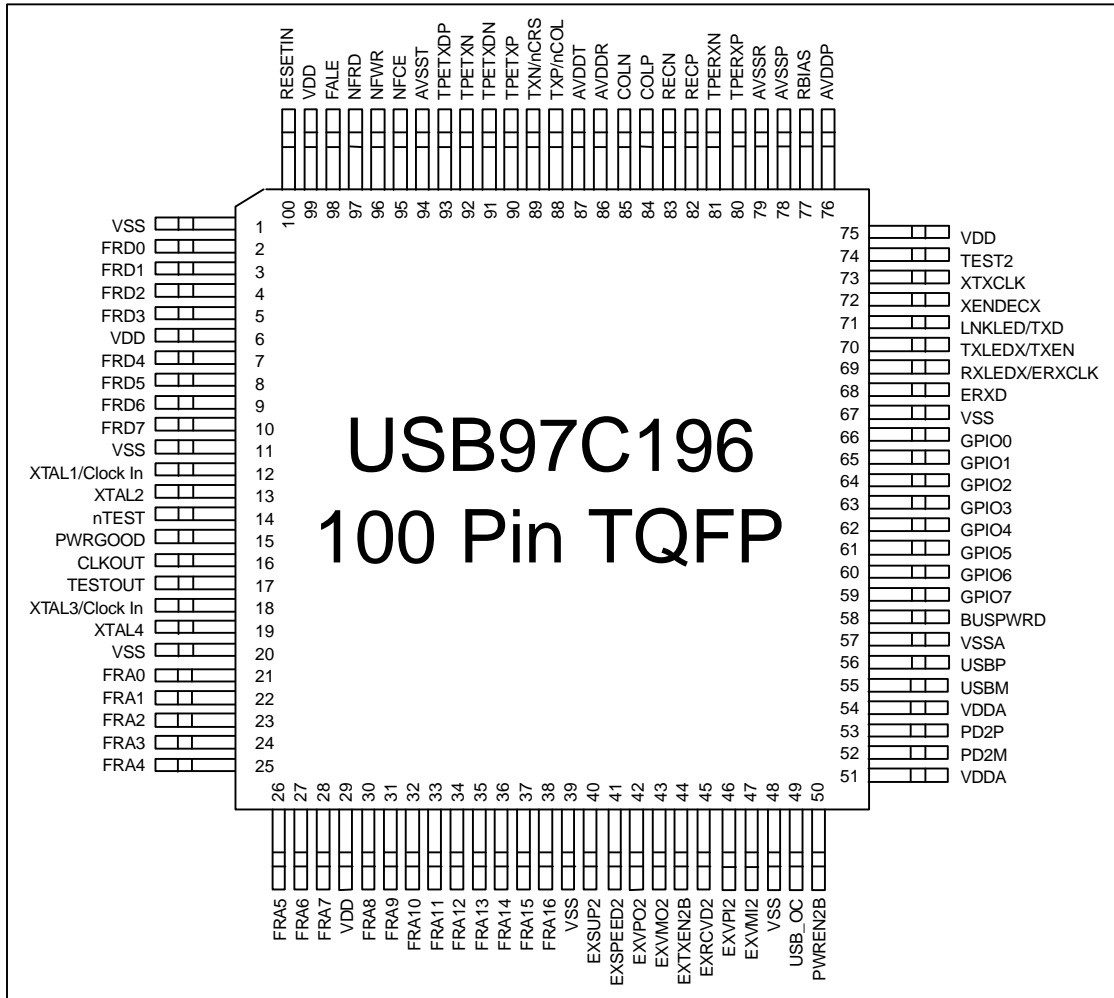 RESETIN
VDD
FALE
NFRD
NFWR
NFCE
AVSST
TPETXDP
TPETXN
TPETXDN
TPETXP
TXN/nCRS
TXP/nCOL
AVDDT
AVDDR
COLN
COLP
RECN
RECP
TPERXN
TPERXP
AVSSR
AVSSP
RBIAS
AVDDP
100
99
98
97
96
95
94
93
92
91
90
89
88
87
86
85
84
83
82
81
80
79
78
77
76
VSS 1
FRD0 2
FRD1 3
FRD2 4
FRD3 5
VDD 6
FRD4 7
FRD5 8
FRD6 9
FRD7 10
VSS 11
XTAL1/Clock In 12
XTAL2 13
nTEST 14
PWRGOOD 15
CLKOUT 16
TESTOUT 17
XTAL3/Clock In 18
XTAL4 19
VSS 20
FRA0 21
FRA1 22
FRA2 23
FRA3 24
FRA4 25
USB97C196
100 Pin TQFP
75 VDD
74 TEST2
73 XTXCLK
72 XENDECX
71 LNKLED/TXD
70 TXLEDX/TXEN
69 RXLEDX/ERXCLK
68 ERXD
67 VSS
66 GPIO0
65 GPIO1
64 GPIO2
63 GPIO3
62 GPIO4
61 GPIO5
60 GPIO6
59 GPIO7
58 BUSPWRD
57 VSSA
56 USBP
55 USBM
54 VDDA
53 PD2P
52 PD2M
51 VDDA
26
27
28
29
30
31
32
33
34
35
36
37
38
39
40
41
42
43
44
45
46
47
48
49
50
FRA5
FRA6
FRA7
VDD
FRA8
FRA9
FRA10
FRA11
FRA12
FRA13
FRA14
FRA15
FRA16
VSS
EXSUP2
EXSPEED2
EXVPO2
EXVMO2
EXTXEN2B
EXRCVD2
EXVPI2
EXVMI2
VSS
USB_OC
PWREN2B